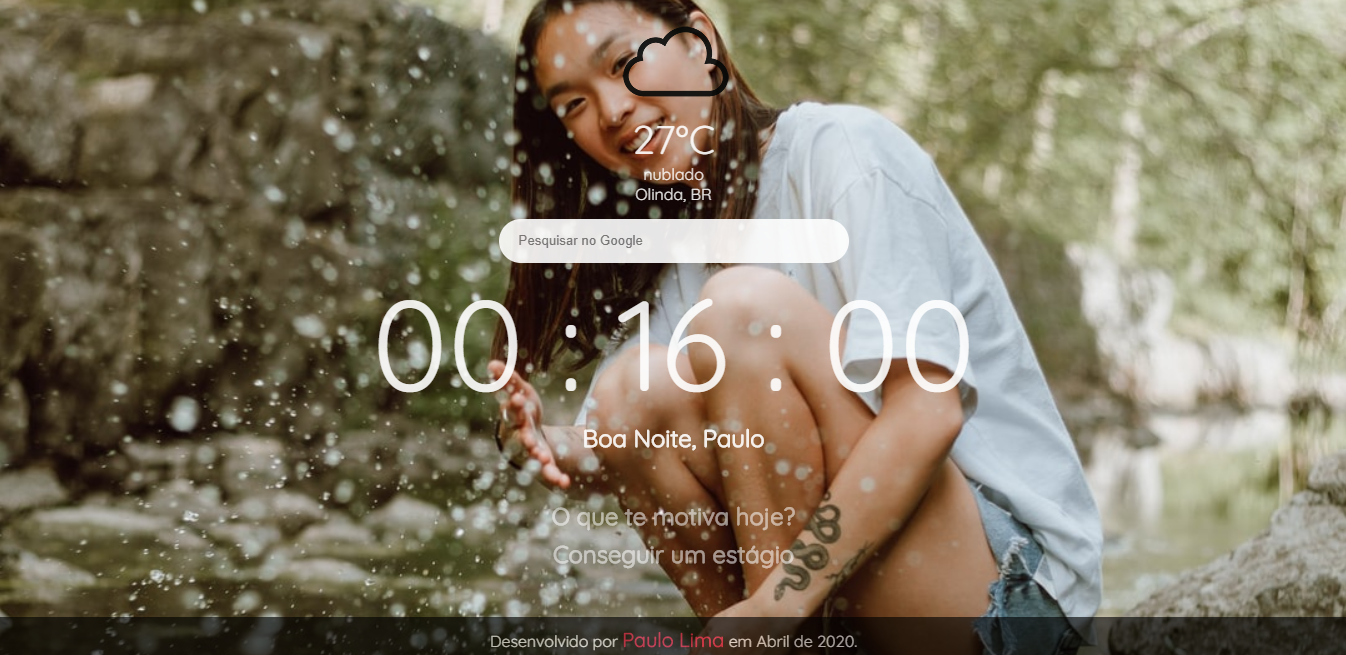 27°C
nublado
Olinda, BR
Pesquisar no Google
00 : 16 : 00
Boa Noite, Paulo
O que te motiva hoje?
Conseguir um estágio
Desenvolvido por Paulo Lima em Abril de 2020.